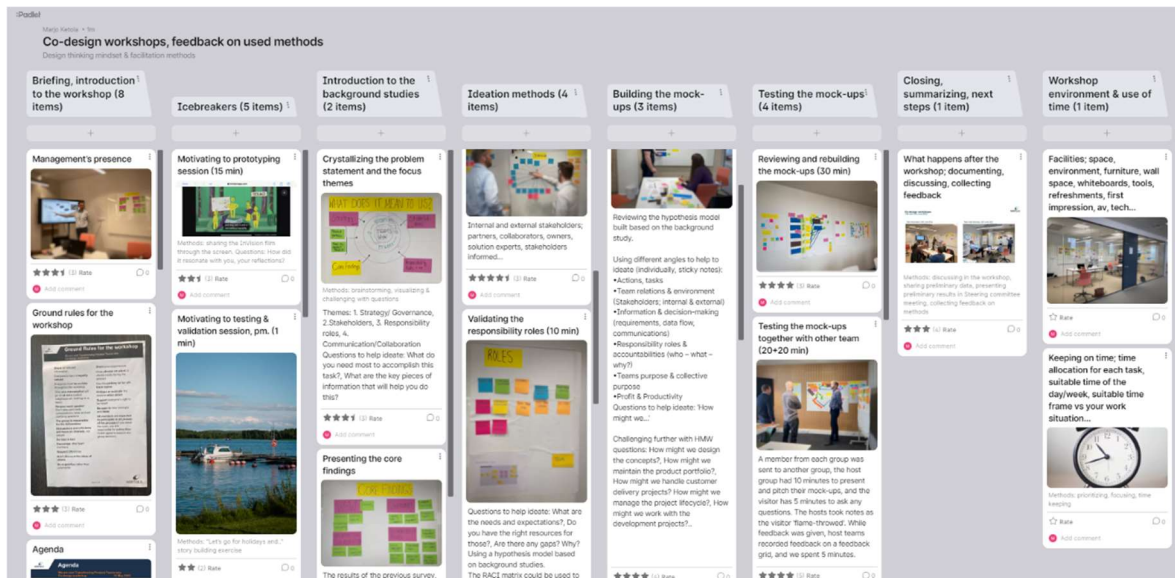 :Padlet
Marjo Ketola • 9m
Co-design workshops, feedback on used methods
Design thinking mindset & facilitation methods
Briefing, introduction
to the workshop (8
items)
Management's presence
(3) Rate
0
Add comment
Ground rules for the
workshop
Ground Rules for the workshop
(3) Rate
0
Add comment
Agenda
Agenda
Icebreakers (5 items)
Motivating to prototyping
session (15 min)
Methods: sharing the InVision film
through the screen. Questions: How did
it resonate with you, your reflections?
Rate
0
Add comment
Motivating to testing &
validation session, pm. (1
min)
Methods: "Let's go for holidays and.."
story building exercise
(2) Rate
0
Introduction to the
background studies
(2 items)
Crystallizing the problem
statement and the focus
themes
WHAT DOES IT MEAN TO USE?
Methods: brainstorming, visualizing &
challenging with questions
Themes: 1. Strategy/ Governance,
2.Stakeholders, 3. Responsibility
roles, 4.
Communication/Collaboration
Questions to help ideate: What do
you need most to accomplish this
task?, What are the key pieces of
information that will help you do
this?
Rate
0
Add comment
Presenting the core
findings
CORE FINDINGS
The results of the previous survey,
Ideation methods (4
items)
Internal and external stakeholders;
partners, collaborators, owners,
solution experts, stakeholders
informed...
Rate
0
Add comment
Validating the
responsibility roles (10 min)
ROLES
Questions to help ideate: What are
the needs and expectations?, Do
you have the right resources for
those?, Are there any gaps? Why?
Using a hypothesis model based
on background studies.
The RACI matrix could be used to
Building the mock-
ups (3 items)
Reviewing the hypothesis model
built based on the background
study.
Using different angles to help to
ideate (individually, sticky notes):
•Actions, tasks
•Team relations & environment
(Stakeholders; internal & external)
•Information & decision-making
(requirements, data flow,
communications)
•Responsibility roles &
accountabilities (who – what –
why?)
•Teams purpose & collective
purpose
•Profit & Productivity
Questions to help ideate: 'How
might we...'
Challenging further with HMW
questions: How might we design
the concepts?, How might we
maintain the product portfolio?,
How might we handle customer
delivery projects? How might we
manage the project lifecycle?, How
might we work with the
development projects?...
Rate
0
Testing the mock-ups
(4 items)
Reviewing and rebuilding
the mock-ups (30 min)
(3) Rate
0
Add comment
Testing the mock-ups
together with other team
(20+20 min)
A member from each group was
sent to another group, the host
group had 10 minutes to present
and pitch their mock-ups, and the
visitor has 5 minutes to ask any
questions. The hosts took notes as
the visitor 'flame-throwed'. While
feedback was given, host teams
recorded feedback on a feedback
grid, and we spent 5 minutes.
Rate
0
Closing,
summarizing, next
steps (1 item)
What happens after the
workshop; documenting,
discussing, collecting
feedback
Methods: discussing in the workshop,
sharing preliminary data, presenting
preliminary results in Steering committee
meeting, collecting feedback on
methods
(4) Rate
0
Add comment
Workshop
environment & use of
time (1 item)
Facilities; space,
environment, furniture, wall
space, whiteboards, tools,
refreshments, first
impression, av, tech...
Rate
0
Add comment
Keeping on time; time
allocation for each task,
suitable time of the
day/week, suitable time
frame vs your work
situation...
Methods: prioritizing, focusing, time
keeping
Rate
0
Add comment